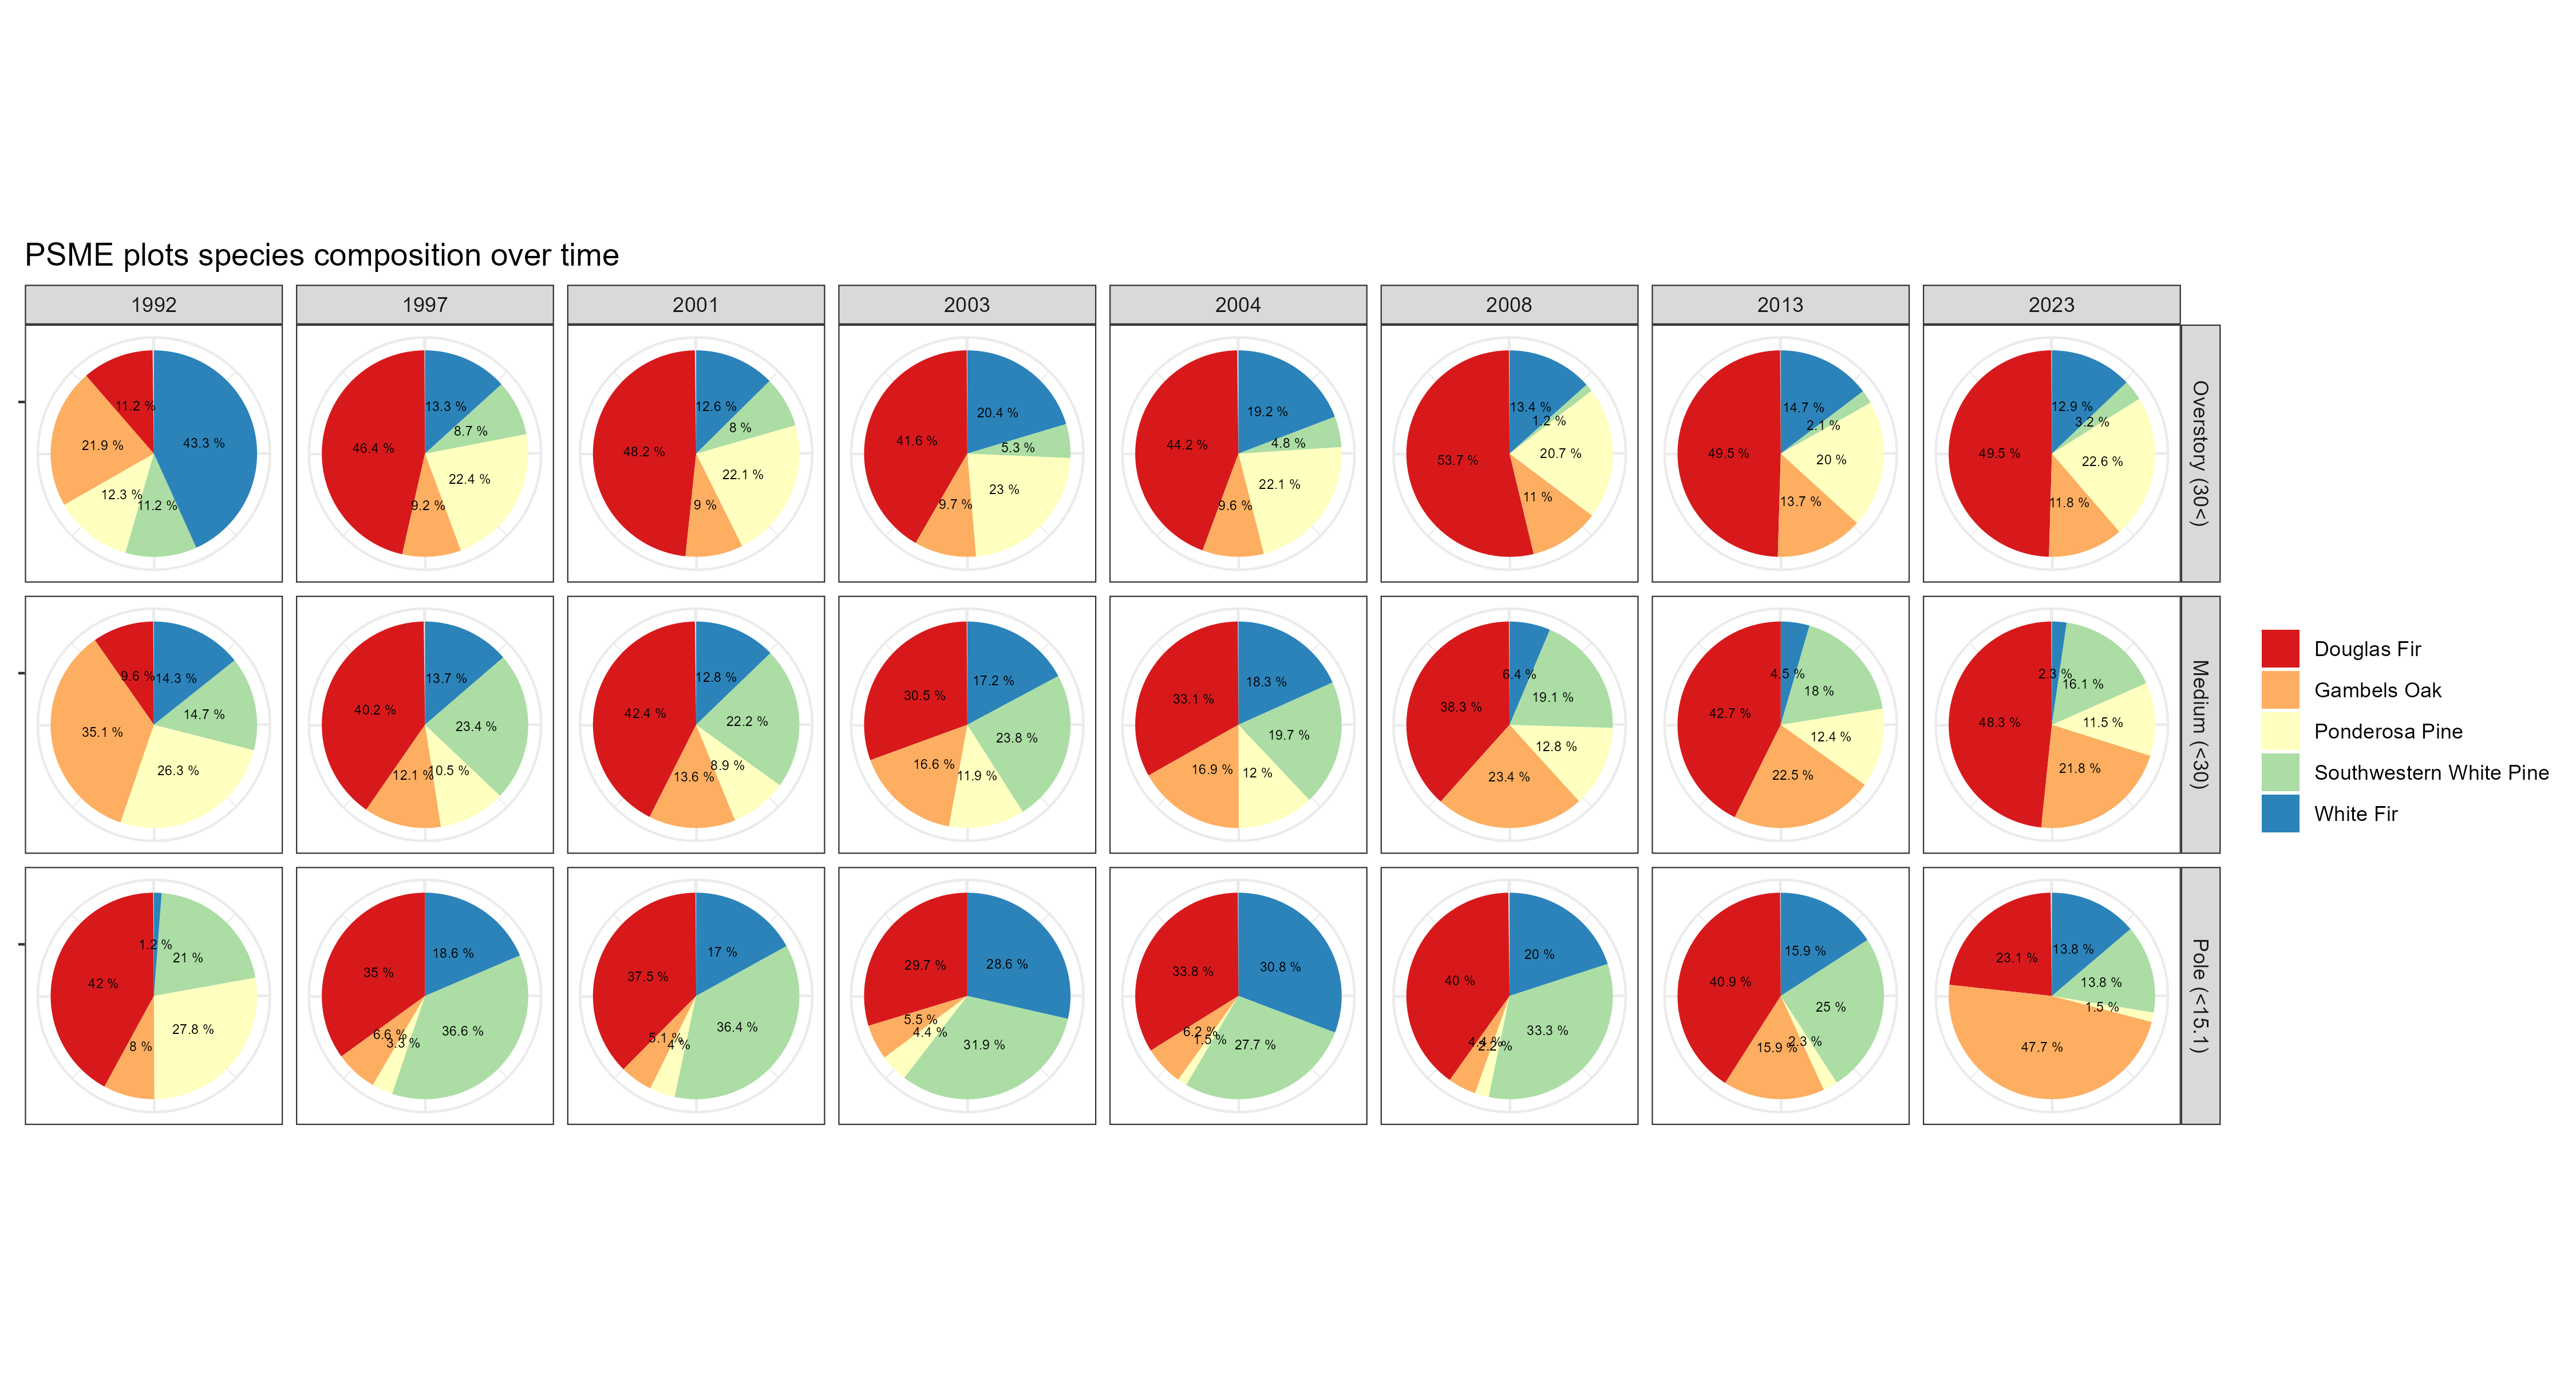 PSME plots species composition over time
1992 1997 2001 2003 2004 2008 2013 2023
11.2 % 43.3 % 21.9 % 12.3 % 11.2 %
13.3 % 8.7 % 46.4 % 22.4 % 9.2 %
12.6 % 8 % 48.2 % 22.1 % 9 %
20.4 % 41.6 % 5.3 % 23 % 9.7 %
19.2 % 44.2 % 4.8 % 22.1 % 9.6 %
13.4 % 1.2 % 53.7 % 20.7 % 11 %
14.7 % 2.1 % 49.5 % 20 % 13.7 %
12.9 % 3.2 % 49.5 % 22.6 % 11.8 %
Overstory (30<)
9.6 % 14.3 % 14.7 % 35.1 % 26.3 %
13.7 % 40.2 % 23.4 % 12.1 % 10.5 %
12.8 % 42.4 % 22.2 % 8.9 % 13.6 %
17.2 % 30.5 % 23.8 % 16.6 % 11.9 %
18.3 % 33.1 % 19.7 % 16.9 % 12 %
6.4 % 19.1 % 38.3 % 12.8 % 23.4 %
4.5 % 18 % 42.7 % 12.4 % 22.5 %
2.3 % 16.1 % 48.3 % 11.5 % 21.8 %
Medium (<30)
1.2 % 21 % 42 % 27.8 % 8 %
18.6 % 35 % 36.6 % 6.6 % 3.3 %
17 % 37.5 % 36.4 % 5.1 % 4 %
28.6 % 29.7 % 5.5 % 4.4 % 31.9 %
30.8 % 33.8 % 6.2 % 1.5 % 27.7 %
20 % 40 % 33.3 % 4.4 % 2.2 %
15.9 % 40.9 % 25 % 2.3 % 15.9 %
13.8 % 23.1 % 13.8 % 1.5 % 47.7 %
Pole (<15.1)
Douglas Fir
Gambels Oak
Ponderosa Pine
Southwestern White Pine
White Fir